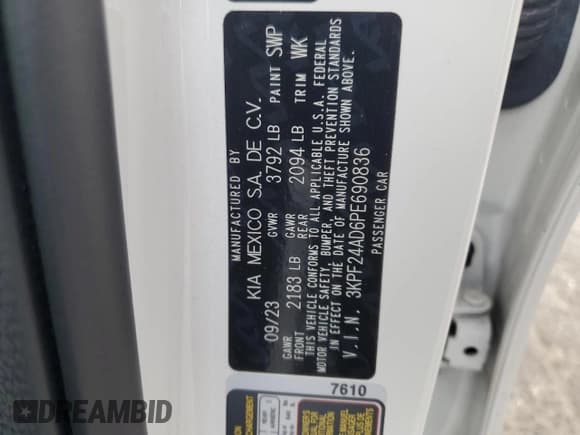 MANUFACTURED BY
KIA MEXICO S.A. DE C.V.
09/23 GVWR 3792 LB PAINT SWP
GAWR FRONT 2183 LB GAWR REAR 2094 LB TRIM WK
THIS VEHICLE CONFORMS TO ALL APPLICABLE U.S.A. FEDERAL
MOTOR VEHICLE SAFETY, BUMPER, AND THEFT PREVENTION STANDARDS
IN EFFECT ON THE DATE OF MANUFACTURE SHOWN ABOVE.
V.I.N. 3KPF24AD6PE690836
PASSENGER CAR
7610
DREAMBID